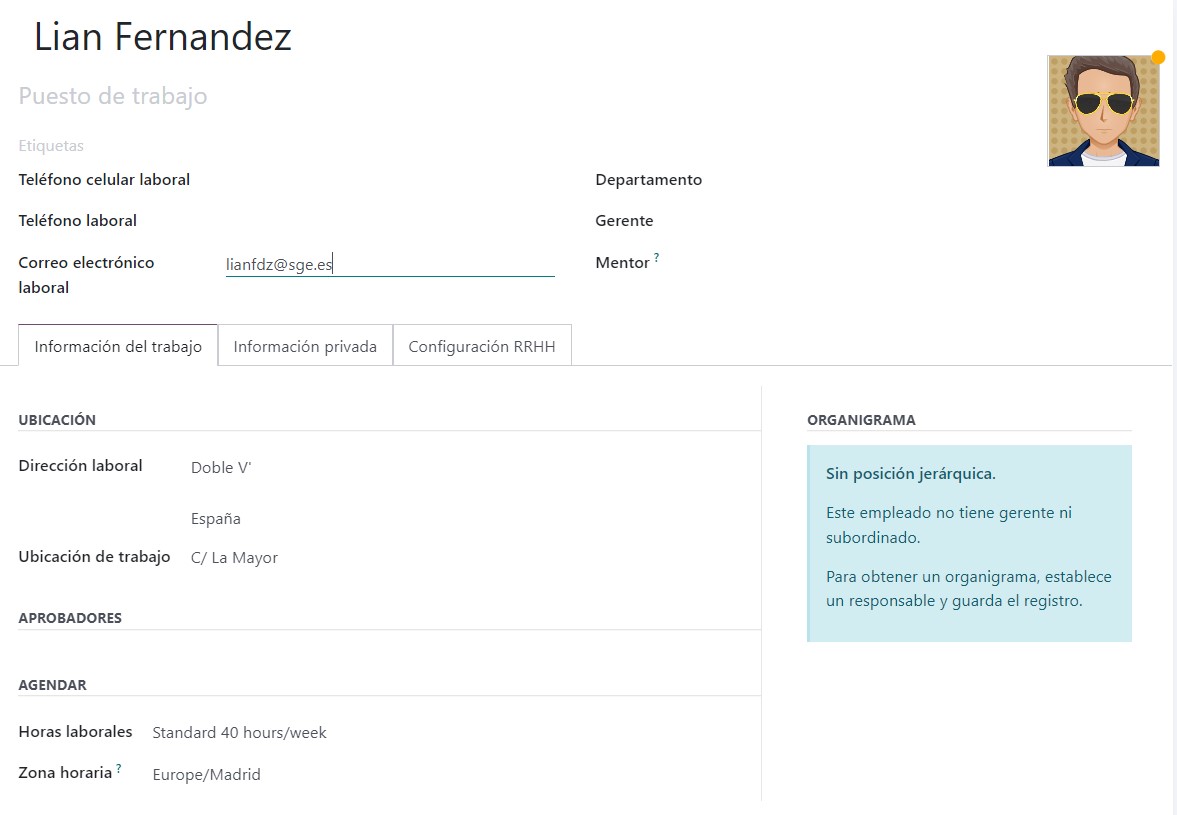 Lian Fernandez
Puesto de trabajo
Etiquetas
Teléfono celular laboral
Teléfono laboral
Correo electrónico
laboral
lianfdz@sge.es
Departamento
Gerente
Mentor ?
Información del trabajo
Información privada
Configuración RRHH
UBICACIÓN
Dirección laboral
Doble V'
España
Ubicación de trabajo
C/ La Mayor
APROBADORES
AGENDAR
Horas laborales
Standard 40 hours/week
Zona horaria ?
Europe/Madrid
ORGANIGRAMA
Sin posición jerárquica.
Este empleado no tiene gerente ni
subordinado.
Para obtener un organigrama, establece
un responsable y guarda el registro.